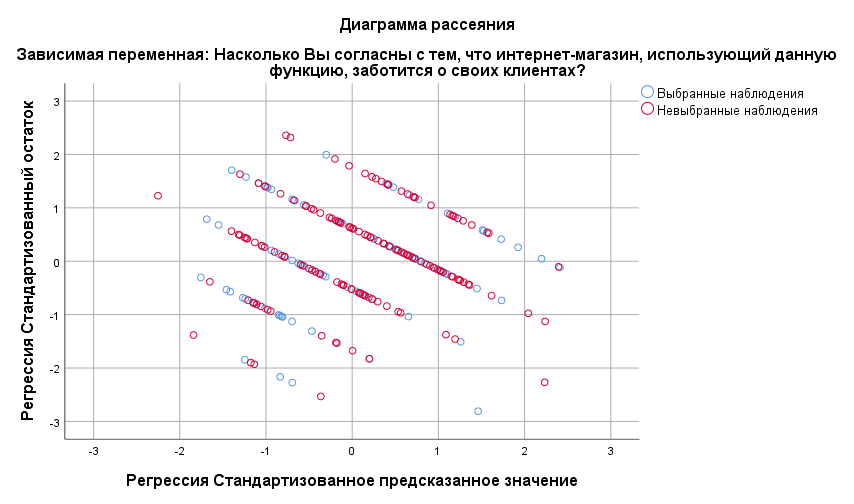 Диаграмма рассеяния
Зависимая переменная: Насколько Вы согласны с тем, что интернет-магазин, использующий данную
функцию, заботится о своих клиентах?
Выбранные наблюдения
Невыбранные наблюдения
Регрессия Стандартизованный остаток
3
2
1
0
-1
-2
-3
-3
-2
-1
0
1
2
3
Регрессия Стандартизованное предсказанное значение